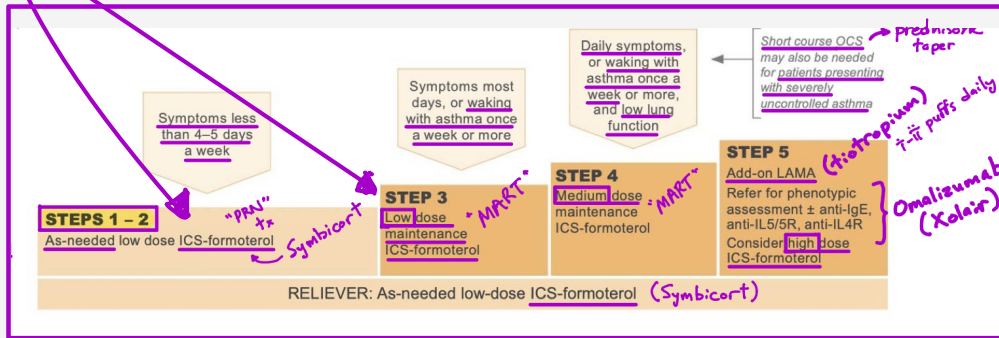 Symptoms less
than 4–5 days
a week
Symptoms most
days, or waking
with asthma once
a week or more
Daily symptoms,
or waking with
asthma once a
week or more,
and low lung
function
Short course OCS
may also be needed
for patients presenting
with severely
uncontrolled asthma
prednisone
taper
STEPS 1 – 2
As-needed low dose ICS-formoterol
"PRN"
tx
Symbicort
STEP 3
Low dose
maintenance
ICS-formoterol
"MART"
STEP 4
Medium dose
maintenance
ICS-formoterol
"MART"
STEP 5
Add-on LAMA
Refer for phenotypic
assessment ± anti-IgE,
anti-IL5/5R, anti-IL4R
Consider high dose
ICS-formoterol
(tiotropium)
i-ii puffs daily
Omalizumab
(Xolair)
RELIEVER: As-needed low-dose ICS-formoterol (Symbicort)